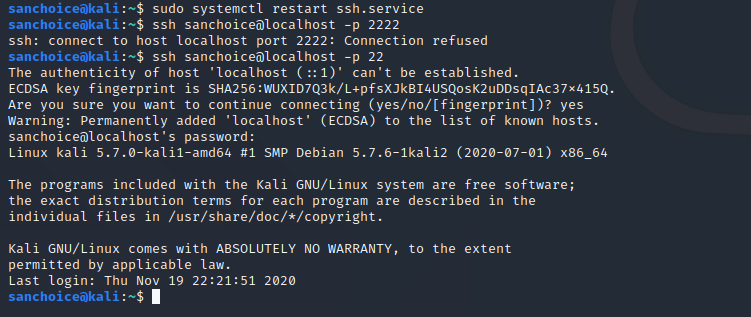 sanchoice@kali:~$ sudo systemctl restart ssh.service
sanchoice@kali:~$ ssh sanchoice@localhost -p 2222
ssh: connect to host localhost port 2222: Connection refused
sanchoice@kali:~$ ssh sanchoice@localhost -p 22
The authenticity of host 'localhost (::1)' can't be established.
ECDSA key fingerprint is SHA256:WUXID7Q3k/L+pfsXJkBI4USQosK2uDDsqIAc37×415Q.
Are you sure you want to continue connecting (yes/no/[fingerprint])? yes
Warning: Permanently added 'localhost' (ECDSA) to the list of known hosts.
sanchoice@localhost's password:
Linux kali 5.7.0-kali1-amd64 #1 SMP Debian 5.7.6-1kali2 (2020-07-01) x86_64

The programs included with the Kali GNU/Linux system are free software;
the exact distribution terms for each program are described in the
individual files in /usr/share/doc/*/copyright.

Kali GNU/Linux comes with ABSOLUTELY NO WARRANTY, to the extent
permitted by applicable law.
Last login: Thu Nov 19 22:21:51 2020
sanchoice@kali:~$